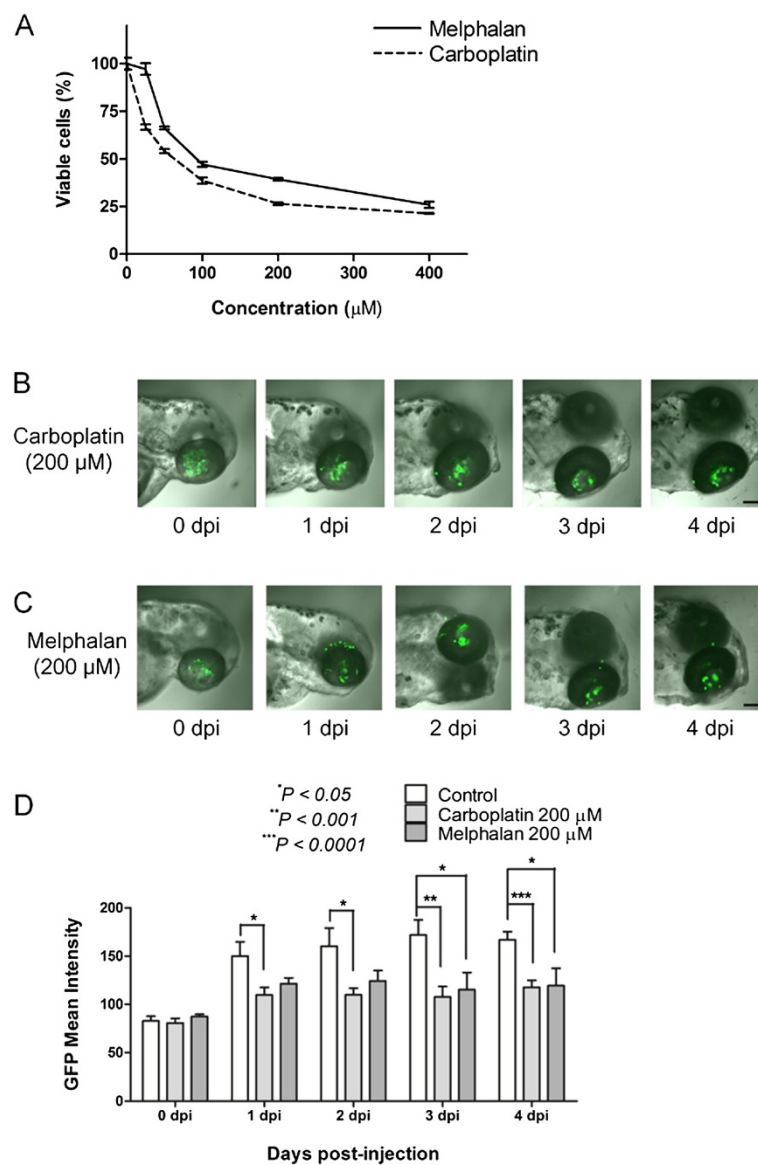 A
Melphalan
Carboplatin
100
75
50
25
0
Viable cells (%)
0 100 200 300 400
Concentration (µM)
B
Carboplatin
(200 µM)
0 dpi 1 dpi 2 dpi 3 dpi 4 dpi
C
Melphalan
(200 µM)
0 dpi 1 dpi 2 dpi 3 dpi 4 dpi
D
*P < 0.05
**P < 0.001
***P < 0.0001
Control
Carboplatin 200 µM
Melphalan 200 µM
200
150
100
50
0
GFP Mean Intensity
* * ** * *** *
0 dpi 1 dpi 2 dpi 3 dpi 4 dpi
Days post-injection